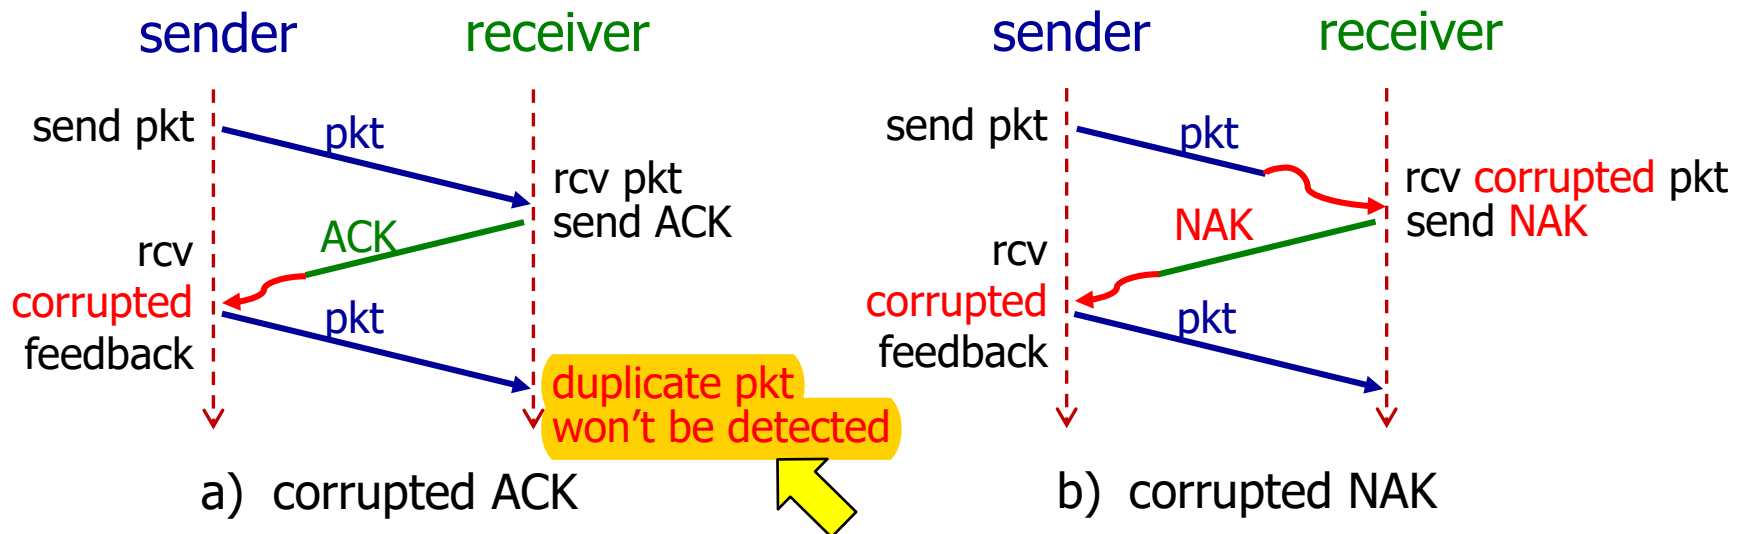 sender
receiver
send pkt
pkt
rcv pkt
send ACK
ACK
rcv
corrupted
feedback
pkt
duplicate pkt
won't be detected
a) corrupted ACK
sender
receiver
send pkt
pkt
rcv corrupted pkt
send NAK
NAK
rcv
corrupted
feedback
pkt
b) corrupted NAK